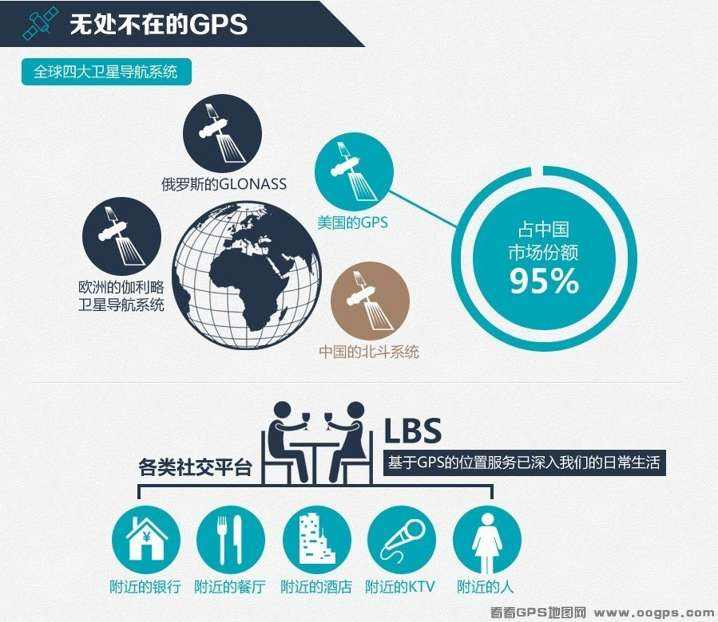 无处不在的GPS
全球四大卫星导航系统
俄罗斯的GLONASS
美国的GPS
欧洲的伽利略
卫星导航系统
中国的北斗系统
占中国
市场份额
95%
LBS
各类社交平台
基于GPS的位置服务已深入我们的日常生活
¥
附近的银行
附近的餐厅
附近的酒店
附近的KTV
附近的人
看看GPS地图网 www.oogps.com